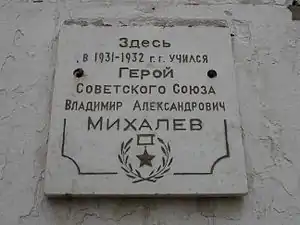 Здесь
в 1931-1932 г.г. учился
Герой
Советского Союза
Владимир Александрович
Михалев